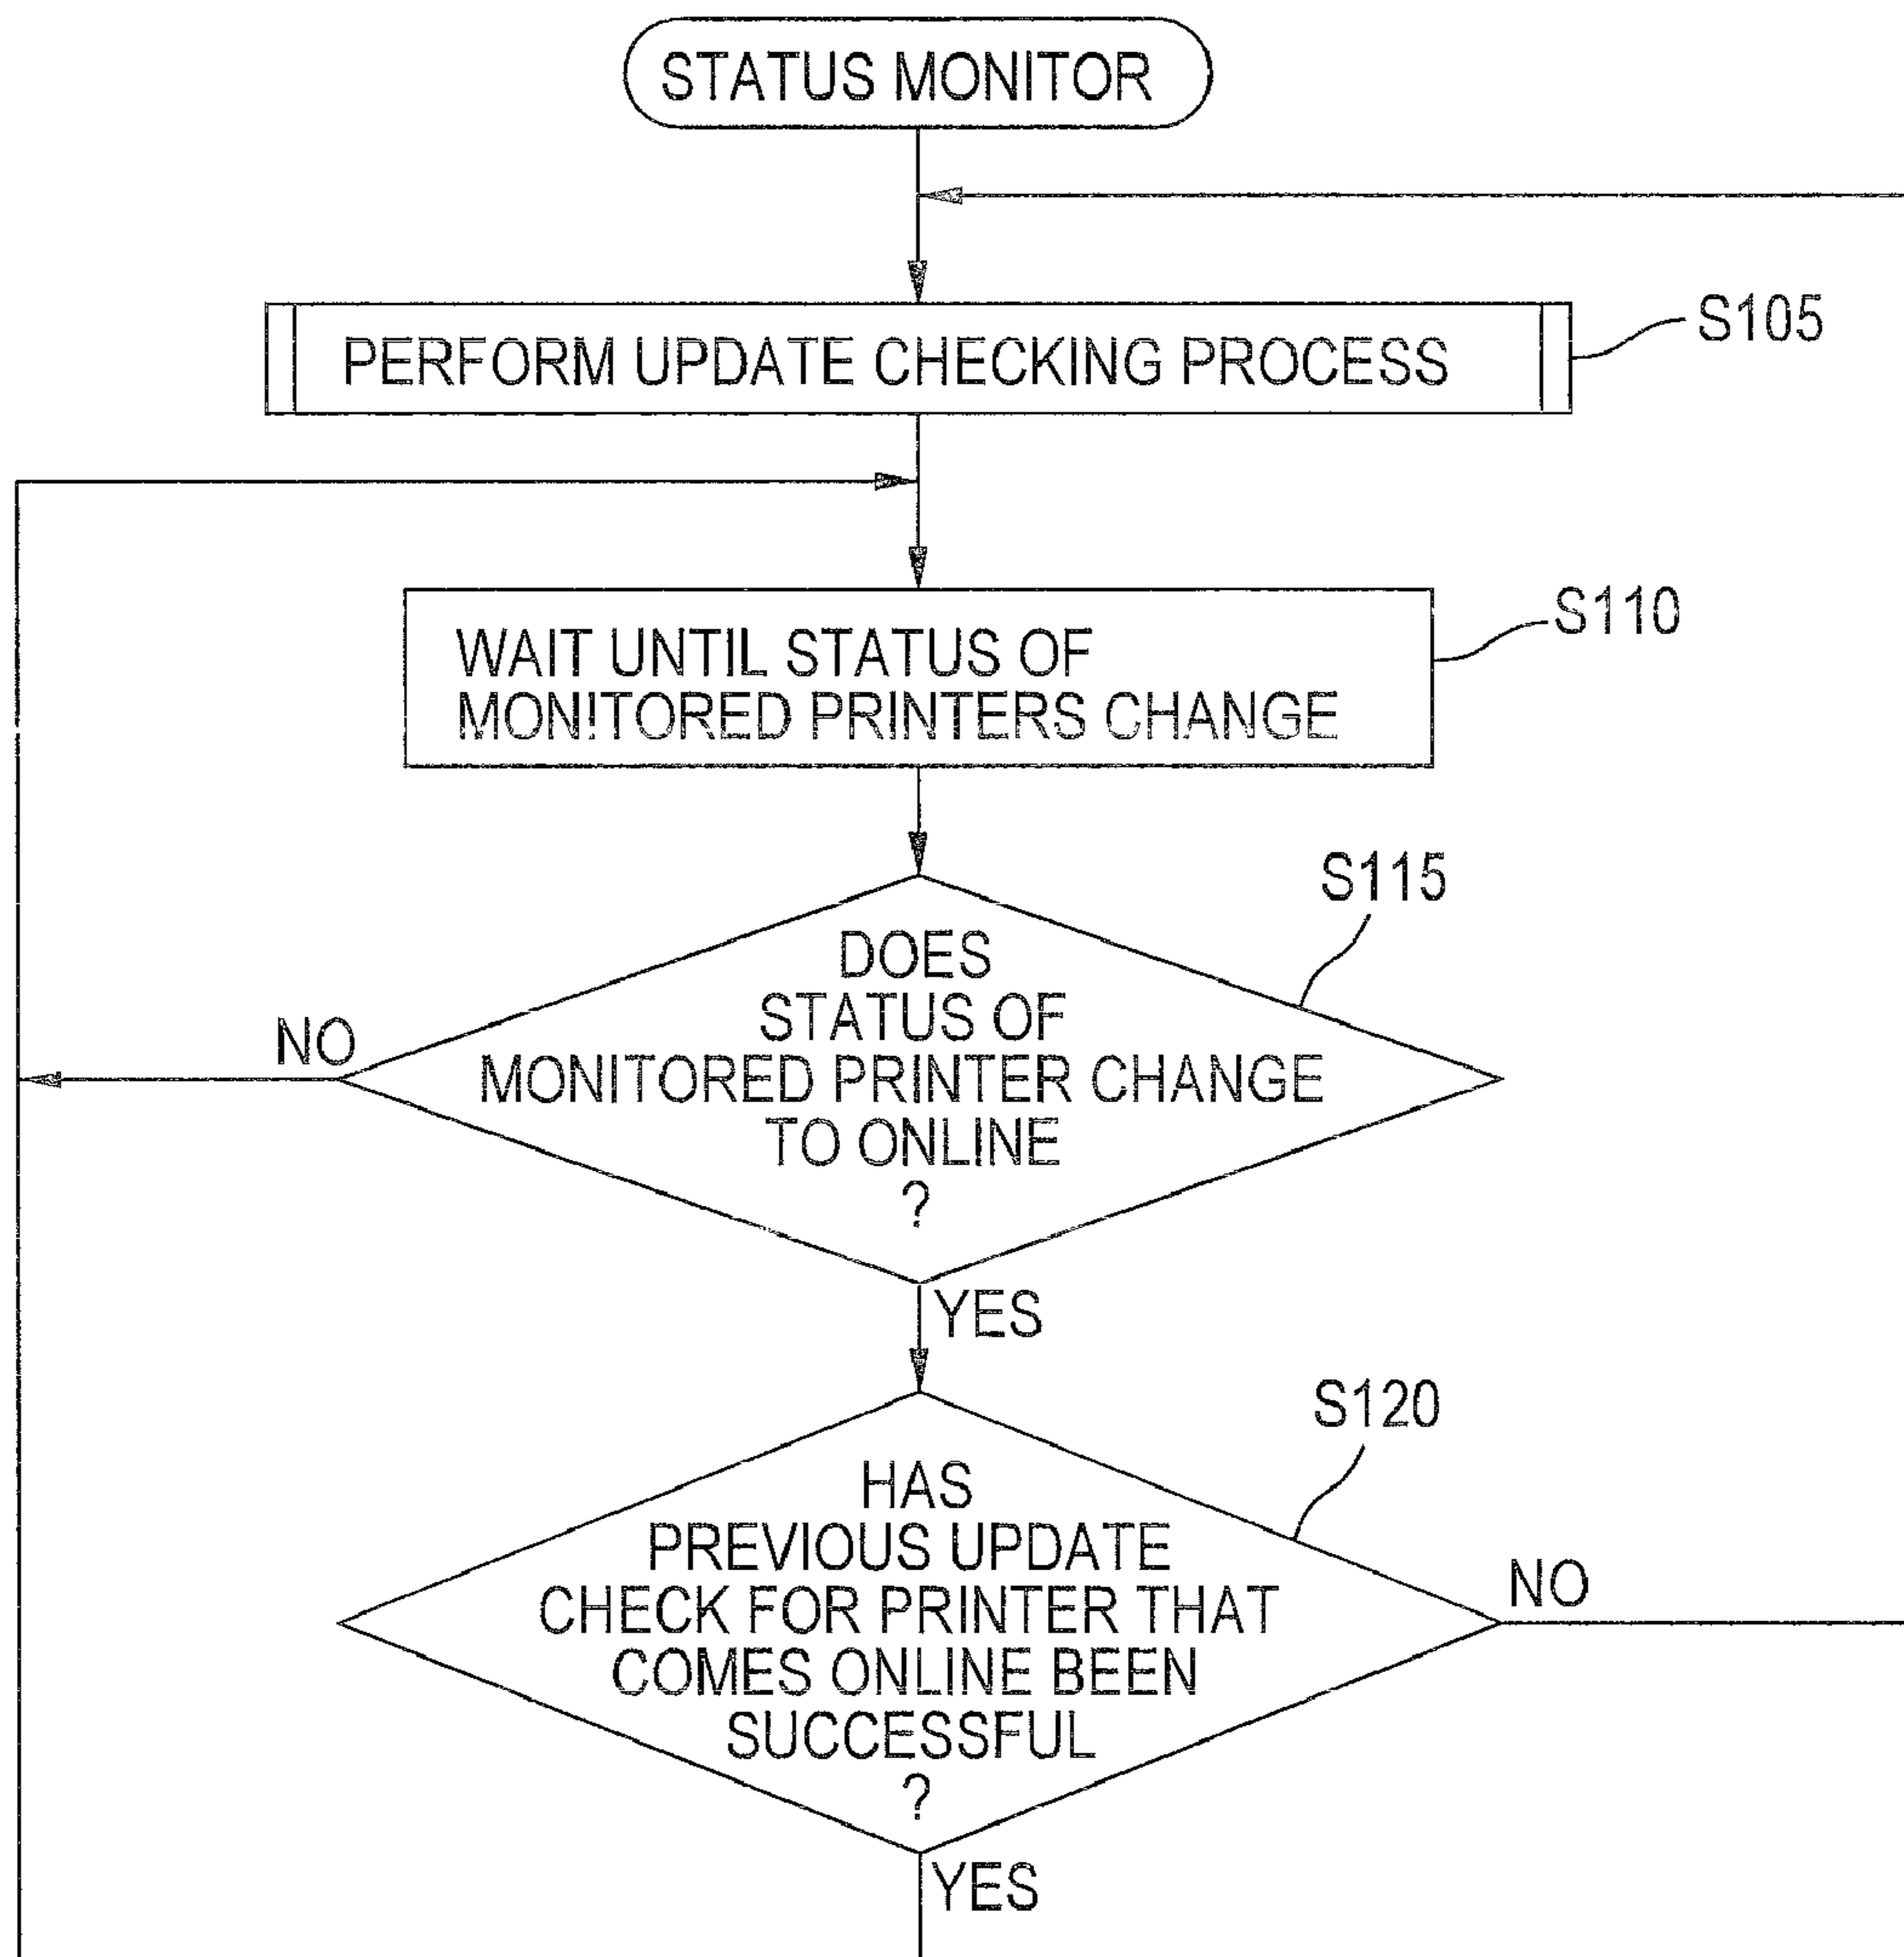 STATUS MONITOR
PERFORM UPDATE CHECKING PROCESS
S105
WAIT UNTIL STATUS OF
MONITORED PRINTERS CHANGE
S110
S115
DOES
STATUS OF
MONITORED PRINTER CHANGE
TO ONLINE
?
NO
YES
S120
HAS
PREVIOUS UPDATE
CHECK FOR PRINTER THAT
COMES ONLINE BEEN
SUCCESSFUL
?
NO
YES